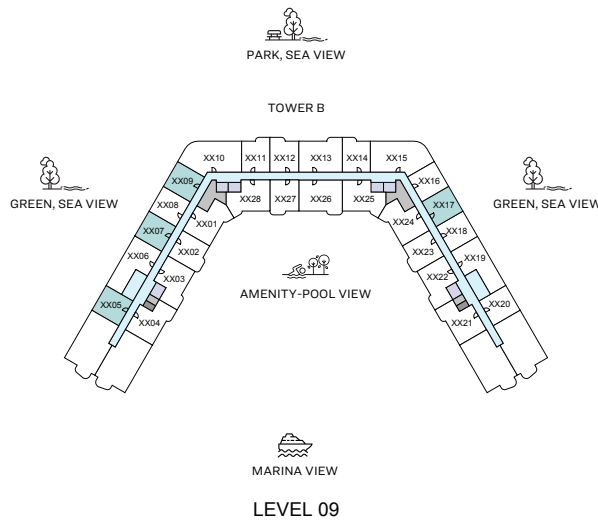 PARK, SEA VIEW
TOWER B
XX10 XX11 XX12 XX13 XX14 XX15
XX09 XX16
GREEN, SEA VIEW GREEN, SEA VIEW
XX08 XX28 XX27 XX26 XX25 XX17
XX07 XX01 XX24 XX18
XX06 XX02 XX23 XX19
XX03 XX22
AMENITY-POOL VIEW
XX05 XX20
XX04 XX21
MARINA VIEW
LEVEL 09